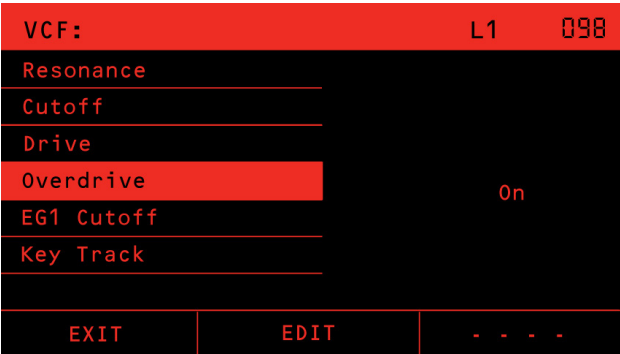 VCF: L1 098
Resonance
Cutoff
Drive
Overdrive
On
EG1 Cutoff
Key Track
EXIT EDIT - - - -